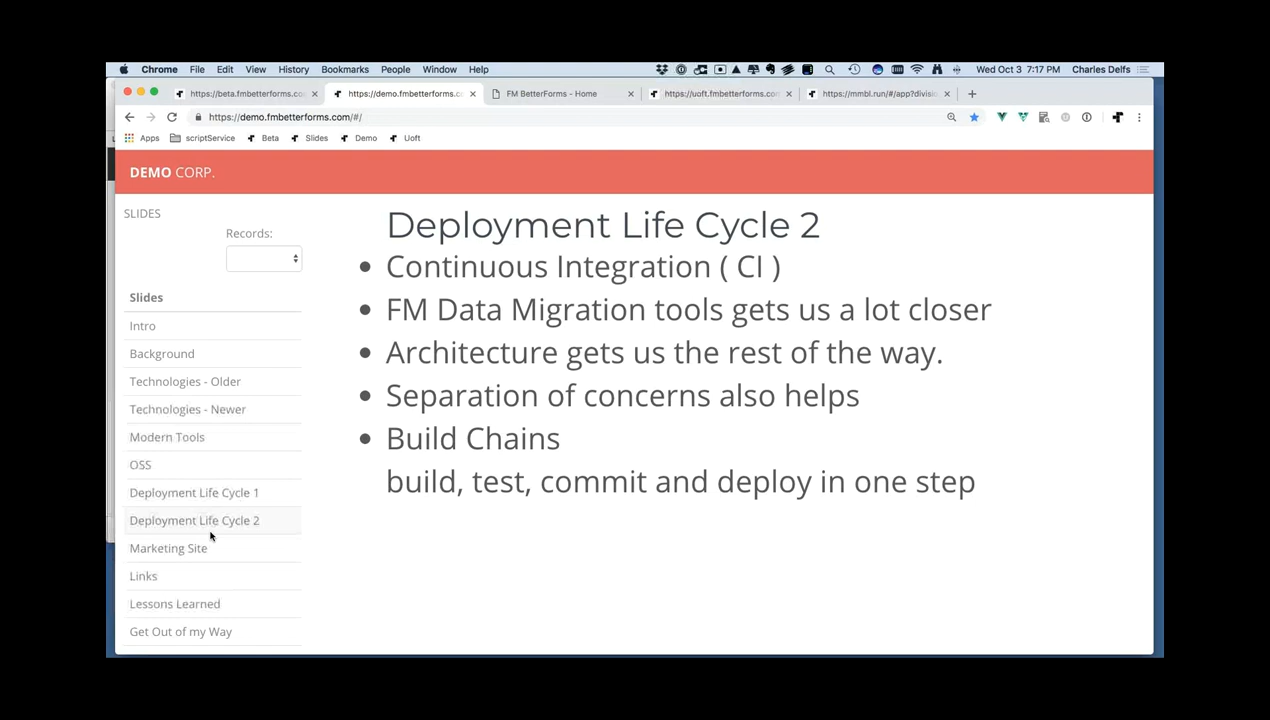 Chrome File Edit View History Bookmarks People Window Help Wed Oct 3 7:17 PM Charles Delfs
https://beta.fmbetterforms.co https://demo.fmbetterforms.co FM BetterForms - Home https://uoft.fmbetterforms.com https://mmbl.run/#/app?divisi
https://demo.fmbetterforms.com/#/
Apps scriptService Beta Slides Demo Uoft
DEMO CORP.
SLIDES
Records:
Slides
Intro
Background
Technologies - Older
Technologies - Newer
Modern Tools
OSS
Deployment Life Cycle 1
Deployment Life Cycle 2
Marketing Site
Links
Lessons Learned
Get Out of my Way
Deployment Life Cycle 2
• Continuous Integration ( CI )
• FM Data Migration tools gets us a lot closer
• Architecture gets us the rest of the way.
• Separation of concerns also helps
• Build Chains
build, test, commit and deploy in one step